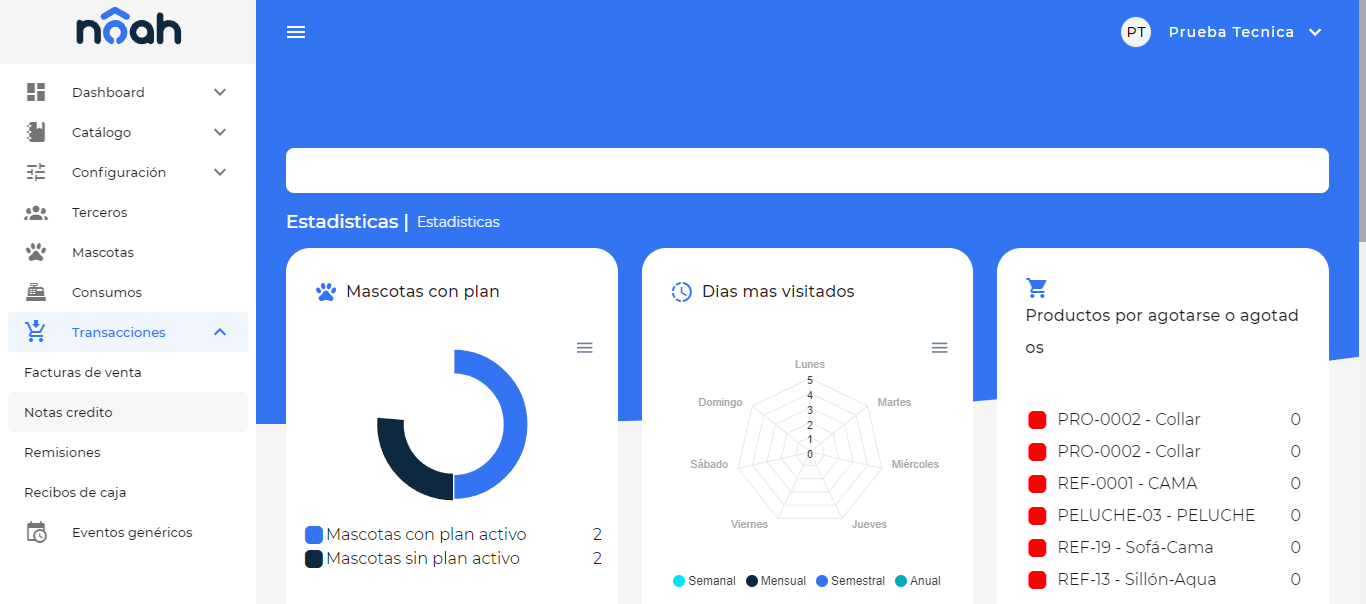 nôah
Dashboard
Catálogo
Configuración
Terceros
Mascotas
Consumos
Transacciones
Facturas de venta
Notas credito
Remisiones
Recibos de caja
Eventos genéricos
PT Prueba Tecnica
Estadisticas | Estadisticas
Mascotas con plan
Mascotas con plan activo 2
Mascotas sin plan activo 2
Dias mas visitados
Lunes
5
Domingo 4 Martes
3
2
1
Sábado 0 Miércoles
Viernes Jueves
Semanal Mensual Semestral Anual
Productos por agotarse o agotad
os
PRO-0002 - Collar 0
PRO-0002 - Collar 0
REF-0001 - CAMA 0
PELUCHE-03 - PELUCHE 0
REF-19 - Sofá-Cama 0
REF-13 - Sillón-Aqua 0